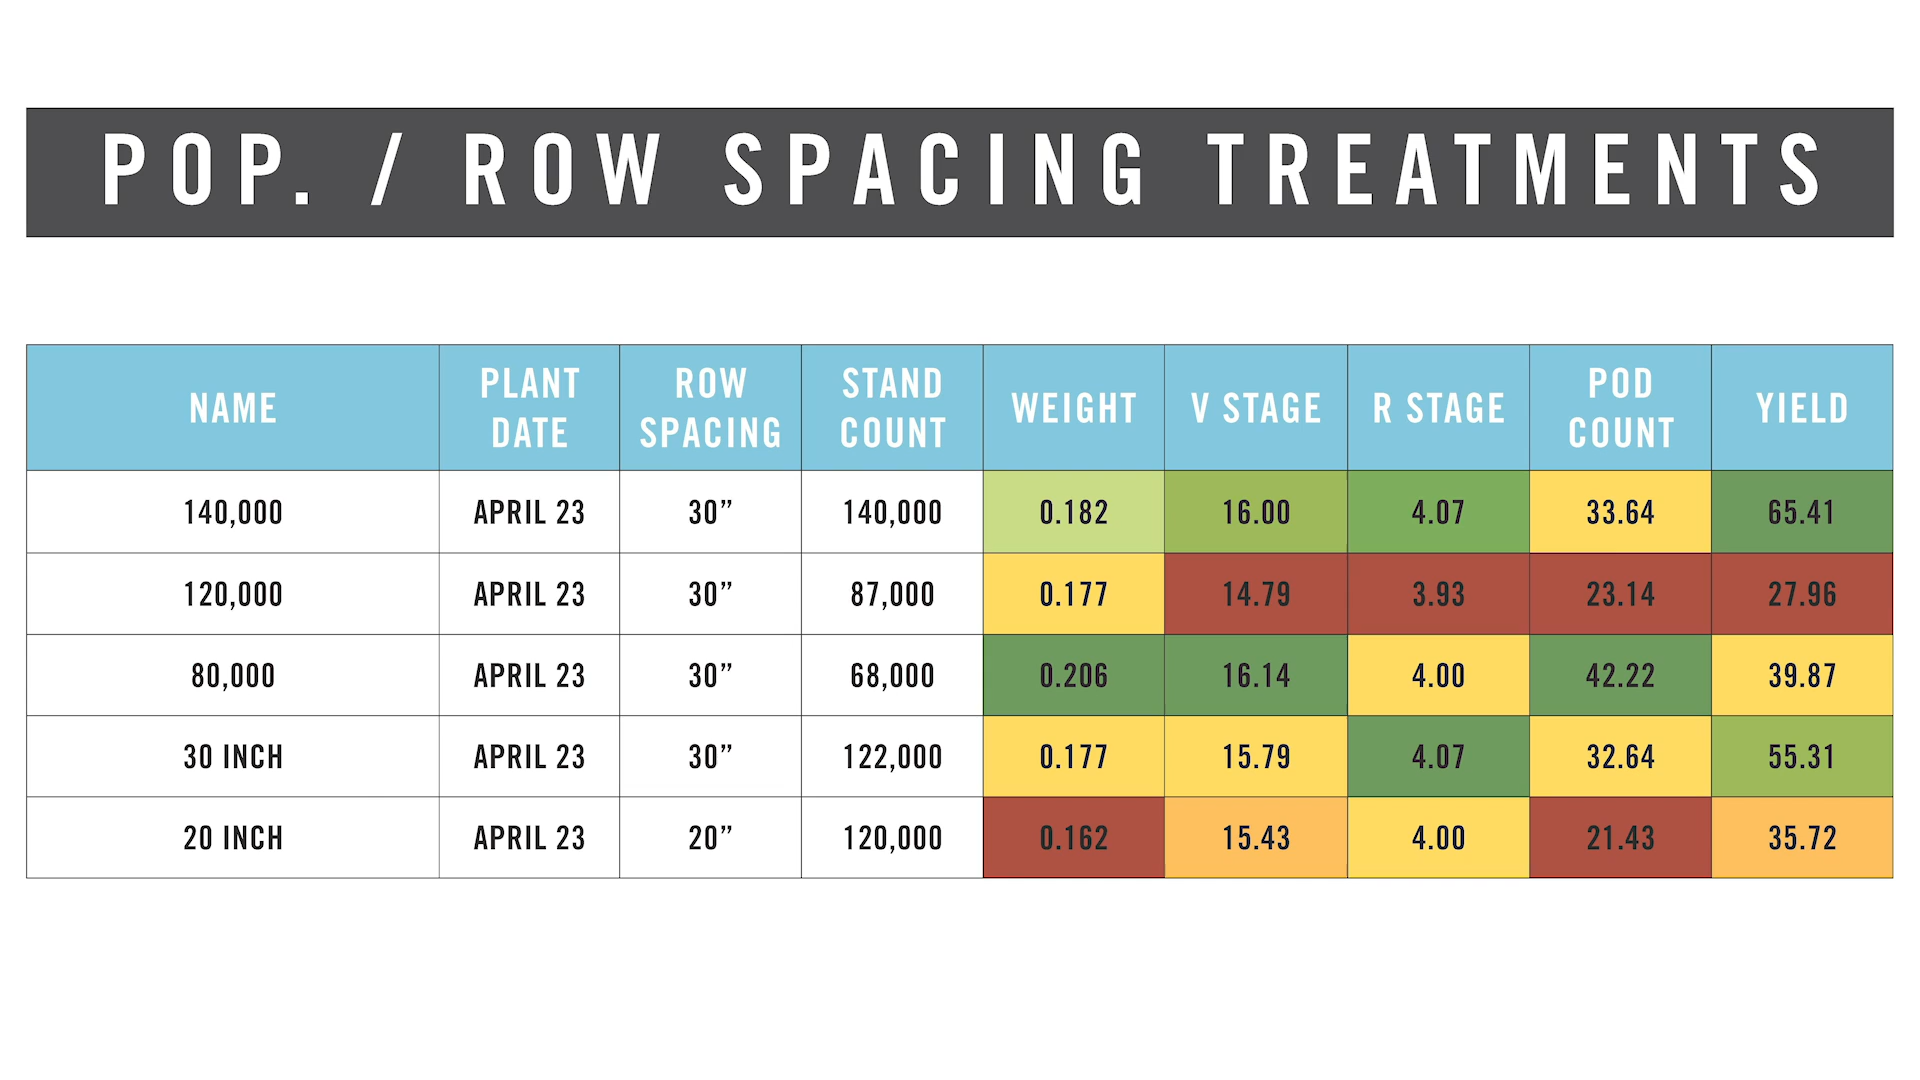 POP. / ROW SPACING TREATMENTS
NAME PLANT DATE ROW SPACING STAND COUNT WEIGHT V STAGE R STAGE POD COUNT YIELD
140,000 APRIL 23 30” 140,000 0.182 16.00 4.07 33.64 65.41
120,000 APRIL 23 30” 87,000 0.177 14.79 3.93 23.14 27.96
80,000 APRIL 23 30” 68,000 0.206 16.14 4.00 42.22 39.87
30 INCH APRIL 23 30” 122,000 0.177 15.79 4.07 32.64 55.31
20 INCH APRIL 23 20” 120,000 0.162 15.43 4.00 21.43 35.72